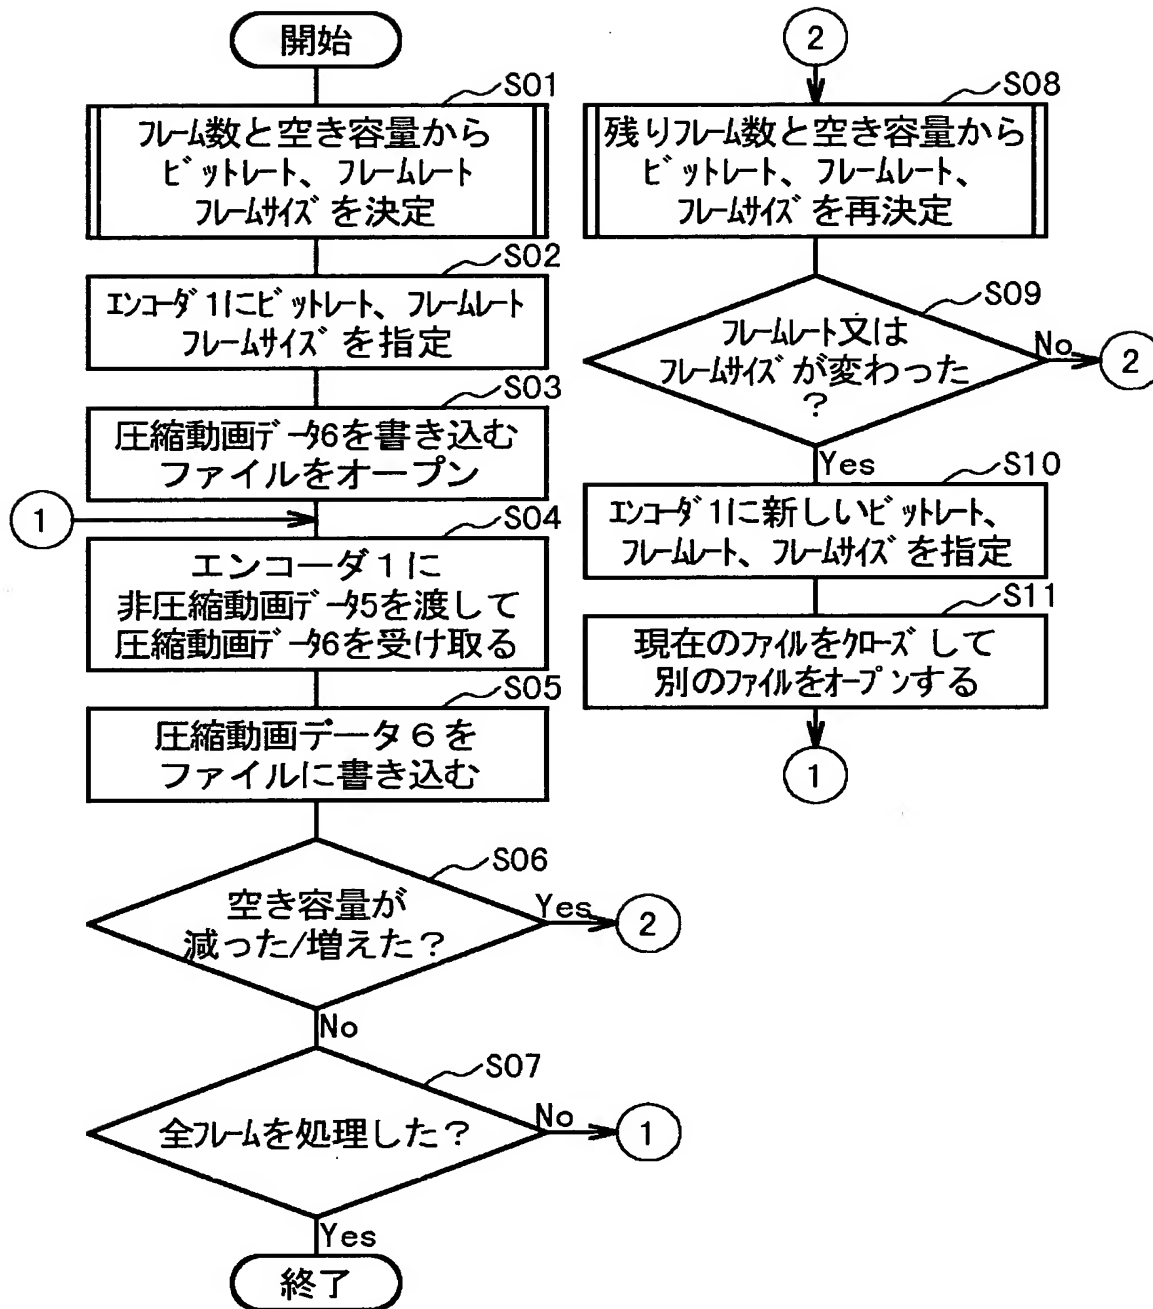 開始
S01
フレーム数と空き容量から
ビットレート、フレームレート
フレームサイズを決定
S02
エンコーダ1にビットレート、フレームレート
フレームサイズを指定
S03
圧縮動画データ6を書き込む
ファイルをオープン
1
S04
エンコーダ1に
非圧縮動画データ5を渡して
圧縮動画データ6を受け取る
S05
圧縮動画データ6を
ファイルに書き込む
S06
空き容量が
減った/増えた?
Yes
2
No
S07
全フレームを処理した?
No
1
Yes
終了
2
S08
残りフレーム数と空き容量から
ビットレート、フレームレート、
フレームサイズを再決定
S09
フレームレート又は
フレームサイズが変わった
?
No
2
Yes
S10
エンコーダ1に新しいビットレート、
フレームレート、フレームサイズを指定
S11
現在のファイルをクローズして
別のファイルをオープンする
1